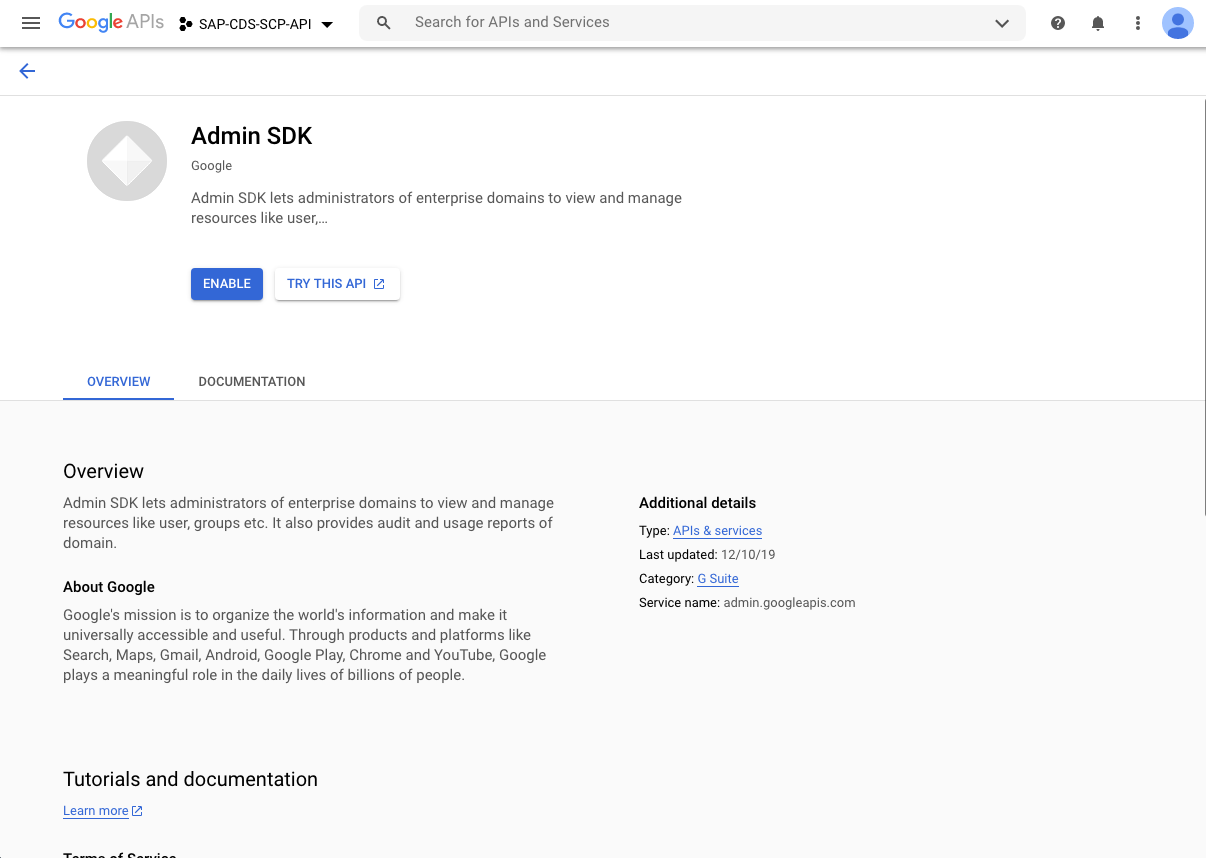 Google APIs
SAP-CDS-SCP-API
Search for APIs and Services
Admin SDK
Google
Admin SDK lets administrators of enterprise domains to view and manage
resources like user,…
ENABLE
TRY THIS API
OVERVIEW
DOCUMENTATION
Overview
Admin SDK lets administrators of enterprise domains to view and manage
resources like user, groups etc. It also provides audit and usage reports of
domain.
About Google
Google's mission is to organize the world's information and make it
universally accessible and useful. Through products and platforms like
Search, Maps, Gmail, Android, Google Play, Chrome and YouTube, Google
plays a meaningful role in the daily lives of billions of people.
Additional details
Type: APIs & services
Last updated: 12/10/19
Category: G Suite
Service name: admin.googleapis.com
Tutorials and documentation
Learn more
Terms of Service